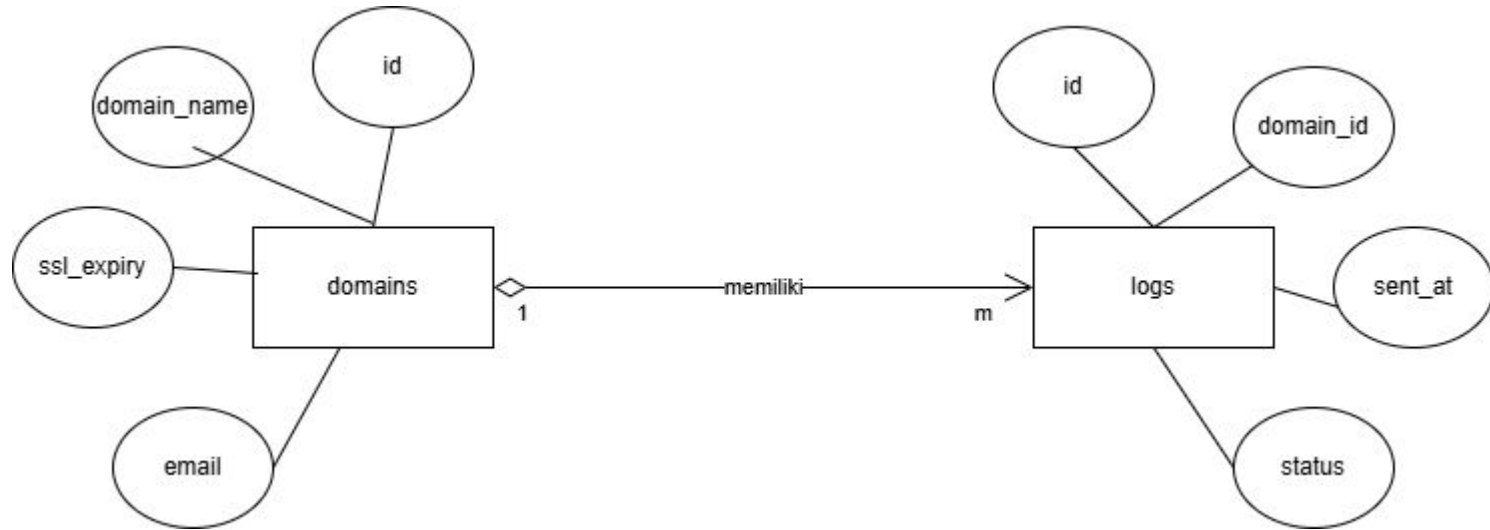 id
domain_name
ssl_expiry
domains
email
1
memiliki
m
id
domain_id
logs
sent_at
status